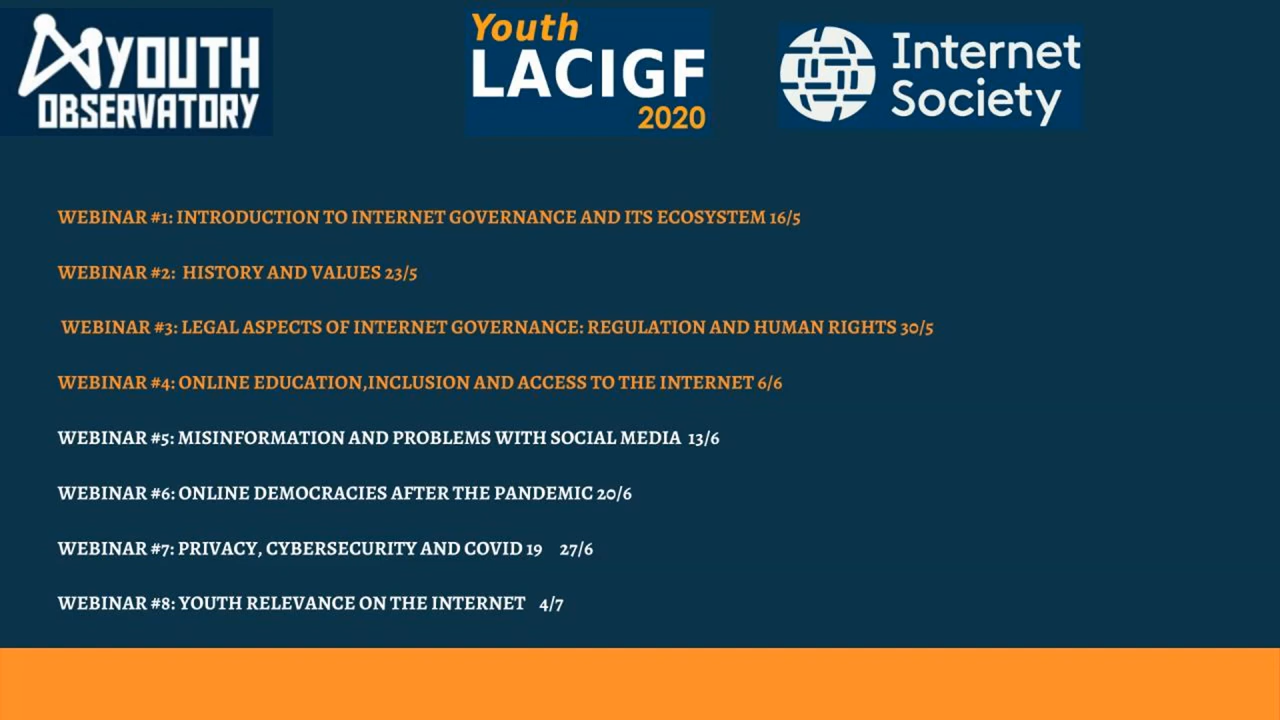 YOUTH
OBSERVATORY
Youth
LACIGF
2020
Internet
Society
WEBINAR #1: INTRODUCTION TO INTERNET GOVERNANCE AND ITS ECOSYSTEM 16/5
WEBINAR #2: HISTORY AND VALUES 23/5
WEBINAR #3: LEGAL ASPECTS OF INTERNET GOVERNANCE: REGULATION AND HUMAN RIGHTS 30/5
WEBINAR #4: ONLINE EDUCATION,INCLUSION AND ACCESS TO THE INTERNET 6/6
WEBINAR #5: MISINFORMATION AND PROBLEMS WITH SOCIAL MEDIA 13/6
WEBINAR #6: ONLINE DEMOCRACIES AFTER THE PANDEMIC 20/6
WEBINAR #7: PRIVACY, CYBERSECURITY AND COVID 19 27/6
WEBINAR #8: YOUTH RELEVANCE ON THE INTERNET 4/7